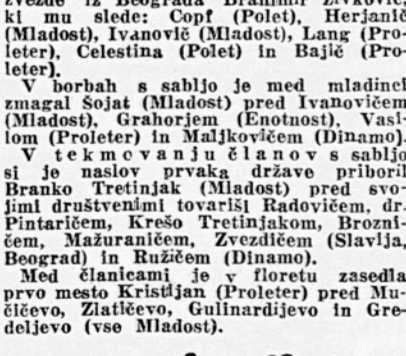 zvezde iz Beograda Branimir Živković,
ki mu slede: Copf (Polet), Herjanić
(Mladost), Ivanovič (Mladost), Lang (Pro-
leter), Celestina (Polet) in Bajić (Pro-
leter).
V borbah s sabljo je med mladinci
zmagal Šojat (Mladost) pred Ivanovičem
(Mladost), Grahorjem (Enotnost), Vasi-
lom (Proleter) in Maljkovičem (Dinamo).
V tekmovanju članov s sabljo
si je naslov prvaka države priboril
Branko Tretinjak (Mladost) pred svo-
jimi društvenimi tovariši Radovičem, dr.
Pintaričem, Krešo Tretinjakom, Brozni-
čem, Mažuraničem, Zvezdičem (Slavija,
Beograd) in Ružičem (Dinamo).
Med članicami je v floretu zasedla
prvo mesto Kristijan (Proleter) pred Mu-
čičevo, Zlatičevo, Gulinardijevo in Gre-
deljevo (vse Mladost).